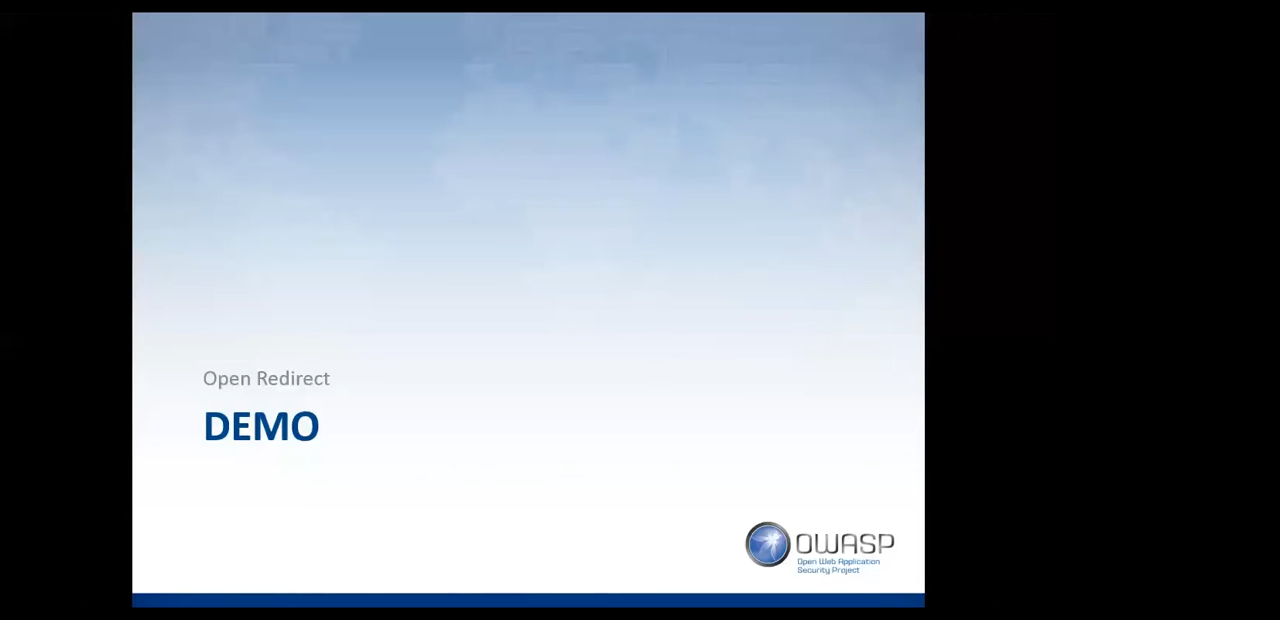 Open Redirect
DEMO
OWASP
Open Web Application
Security Project